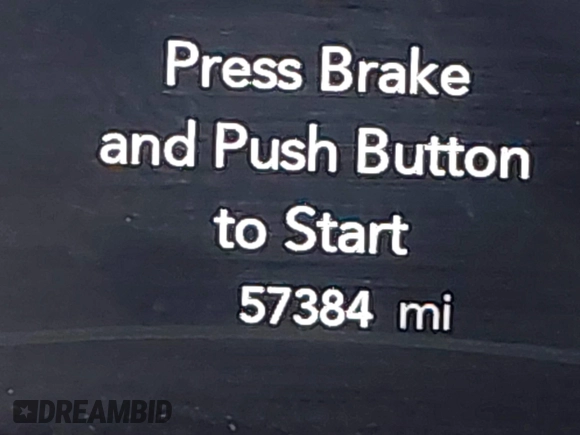 Press Brake
and Push Button
to Start
57384 mi
DREAMBID